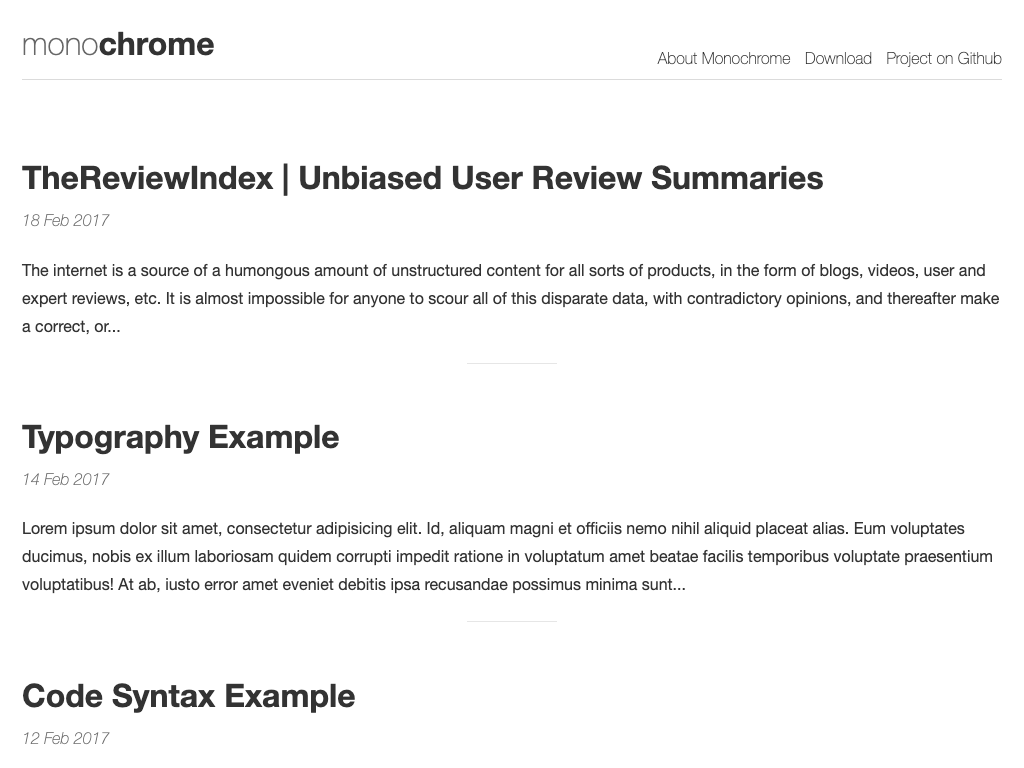 monochrome
About Monochrome Download Project on Github
TheReviewIndex | Unbiased User Review Summaries
18 Feb 2017
The internet is a source of a humongous amount of unstructured content for all sorts of products, in the form of blogs, videos, user and
expert reviews, etc. It is almost impossible for anyone to scour all of this disparate data, with contradictory opinions, and thereafter make
a correct, or...
Typography Example
14 Feb 2017
Lorem ipsum dolor sit amet, consectetur adipisicing elit. Id, aliquam magni et officiis nemo nihil aliquid placeat alias. Eum voluptates
ducimus, nobis ex illum laboriosam quidem corrupti impedit ratione in voluptatum amet beatae facilis temporibus voluptate praesentium
voluptatibus! At ab, iusto error amet eveniet debitis ipsa recusandae possimus minima sunt...
Code Syntax Example
12 Feb 2017